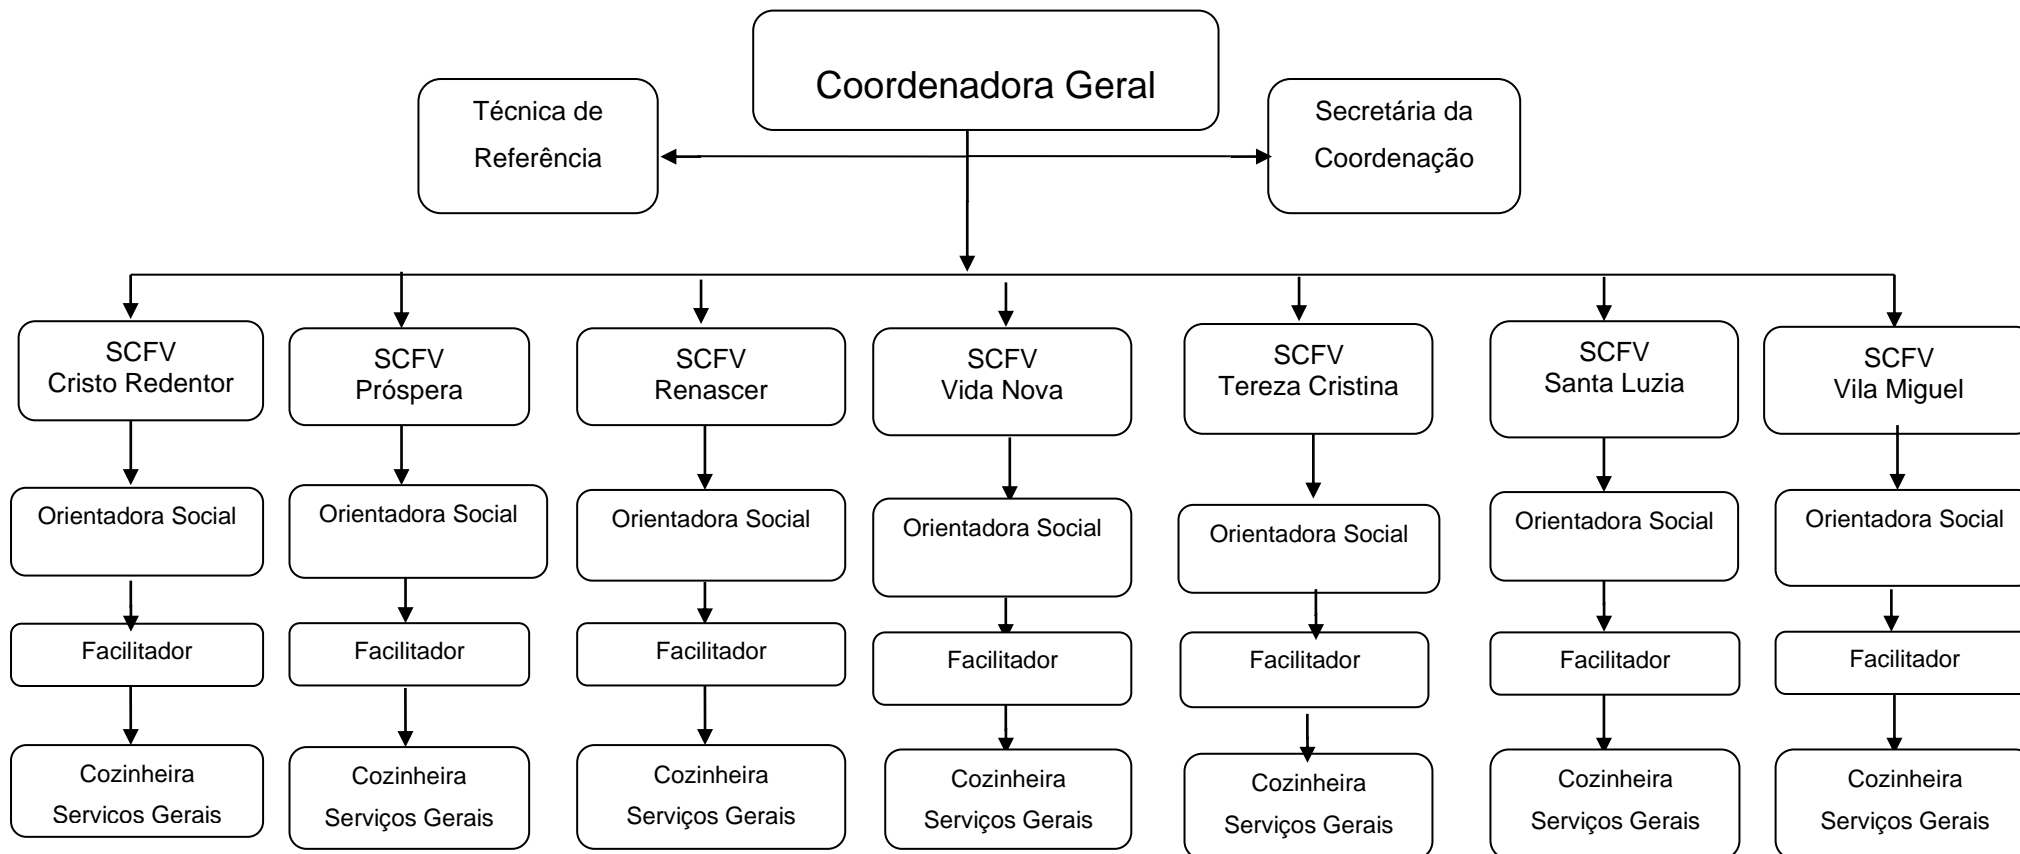 Coordenadora Geral
Técnica de
Referência
Secretária da
Coordenação
SCFV
Cristo Redentor
SCFV
Próspera
SCFV
Renascer
SCFV
Vida Nova
SCFV
Tereza Cristina
SCFV
Santa Luzia
SCFV
Vila Miguel
Orientadora Social
Orientadora Social
Orientadora Social
Orientadora Social
Orientadora Social
Orientadora Social
Orientadora Social
Facilitador
Facilitador
Facilitador
Facilitador
Facilitador
Facilitador
Facilitador
Cozinheira
Servicos Gerais
Cozinheira
Serviços Gerais
Cozinheira
Serviços Gerais
Cozinheira
Serviços Gerais
Cozinheira
Serviços Gerais
Cozinheira
Serviços Gerais
Cozinheira
Serviços Gerais